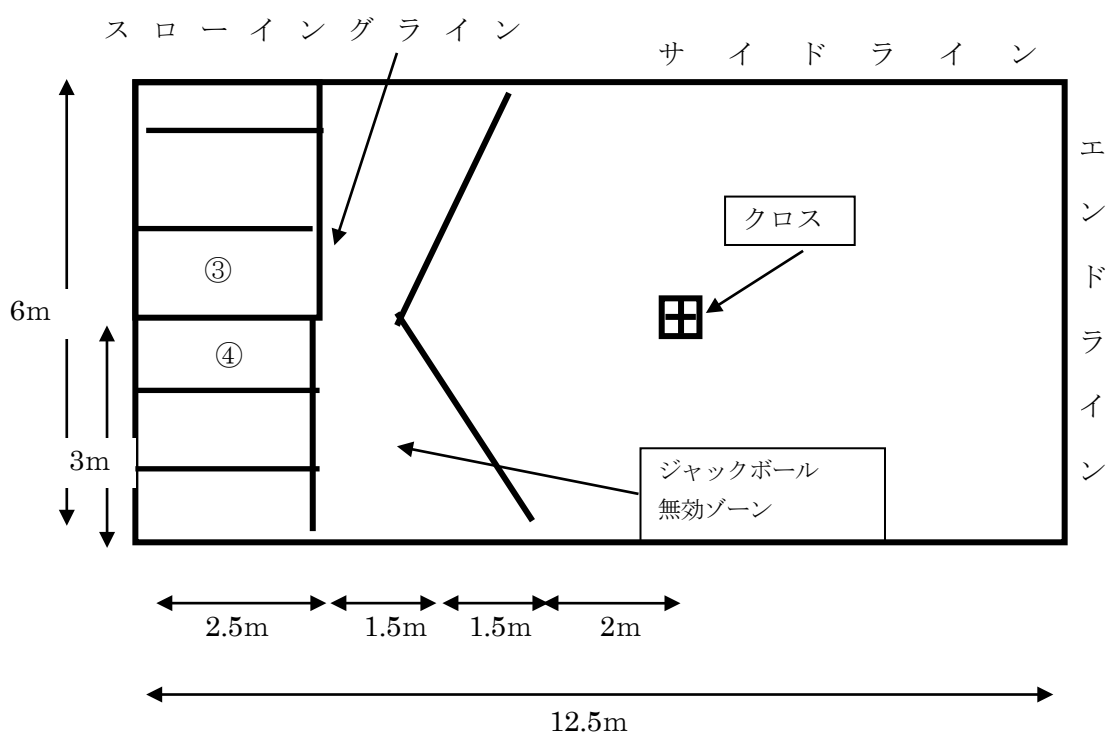 スローイングライン
サイドライン
エンドライン
クロス
③
6m
④
3m
ジャックボール
無効ゾーン
2.5m
1.5m
1.5m
2m
12.5m